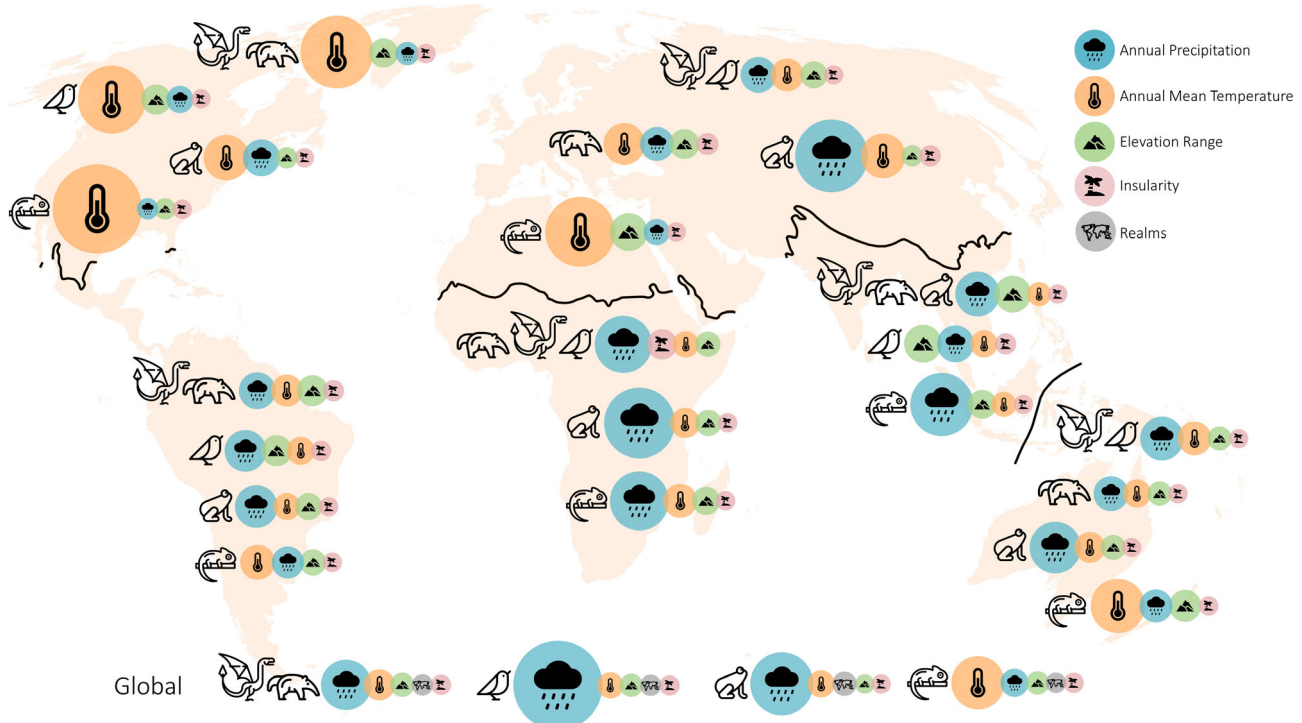 Annual Precipitation
Annual Mean Temperature
Elevation Range
Insularity
Realms
Global